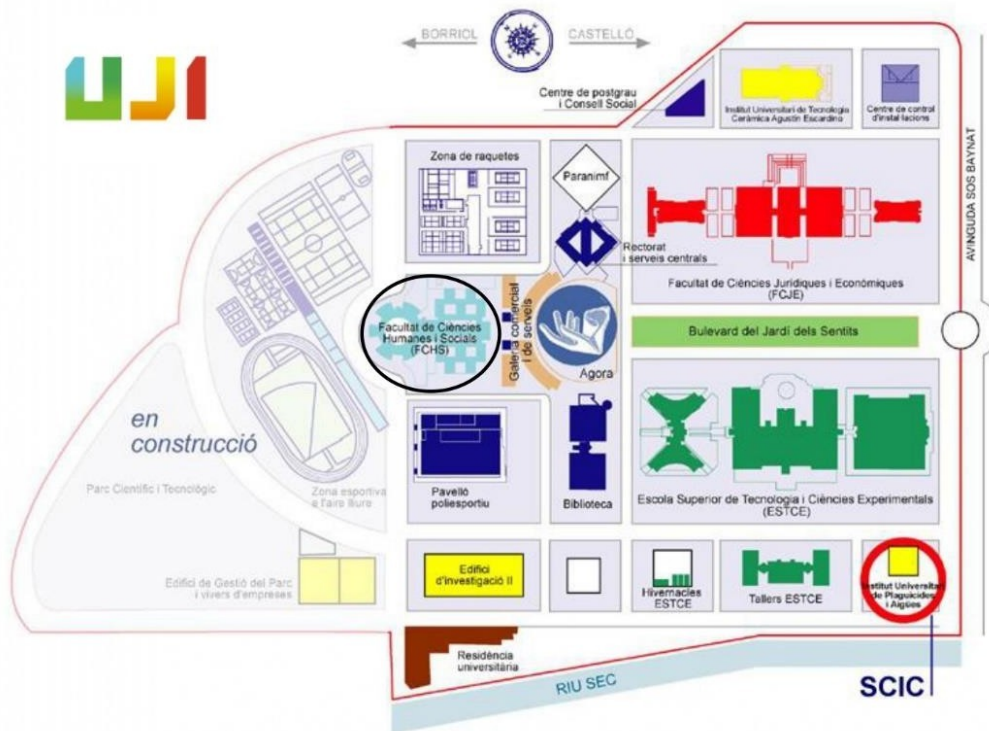 BORRIOL
CASTELLÓ
UJI
Centre de postgrau
i Consell Social
Institut Universitari de Tecnologia
Ceràmica Agustín Escardino
Centre de control
d'instal·lacions
Zona de raquetes
Paranimf
Rectorat
i serveis centrals
Facultat de Ciències Jurídiques i Econòmiques
(FCJE)
AVINGUDA SOS BAYNAT
Facultat de Ciències
Humanes i Socials
(FCHS)
Galeria comercial
i de serveis
Agora
Bulevard del Jardí dels Sentits
en
construcció
Parc Científic i Tecnològic
Zona esportiva
a l'aire lliure
Pavelló
poliesportiu
Biblioteca
Escola Superior de Tecnologia i Ciències Experimentals
(ESTCE)
Edifici de Gestió del Parc
i vivers d'empreses
Edifici
d'investigació II
Hivernacles
ESTCE
Tallers ESTCE
Institut Universitari
de Plaguicides
i Aigües
Residència
universitària
RIU SEC
SCIC